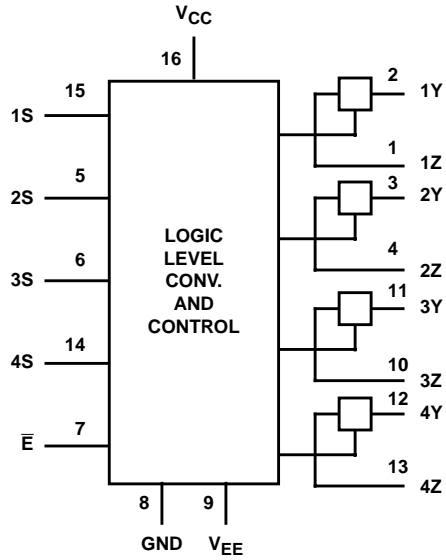 VCC
16
15
1S
5
2S
6
3S
14
4S
7
E̅
LOGIC
LEVEL
CONV.
AND
CONTROL
2
1Y
1
1Z
3
2Y
4
2Z
11
3Y
10
3Z
12
4Y
13
4Z
8
9
GND
VEE